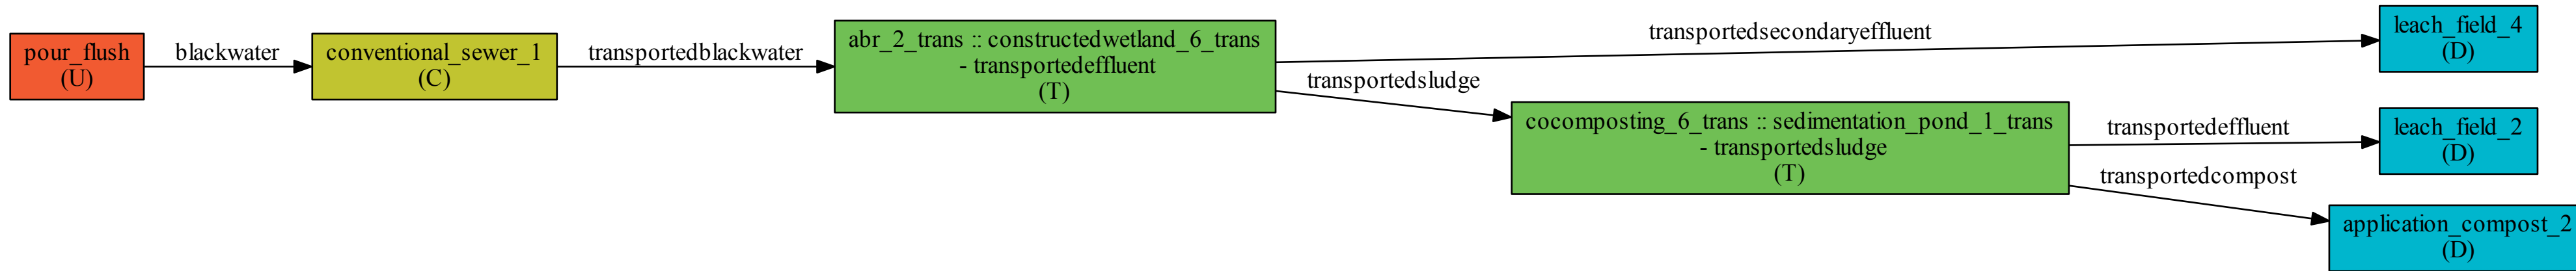 pour_flush
(U)
blackwater
conventional_sewer_1
(C)
transportedblackwater
abr_2_trans :: constructedwetland_6_trans
- transportedeffluent
(T)
transportedsecondaryeffluent
leach_field_4
(D)
transportedsludge
cocomposting_6_trans :: sedimentation_pond_1_trans
- transportedsludge
(T)
transportedeffluent
leach_field_2
(D)
transportedcompost
application_compost_2
(D)